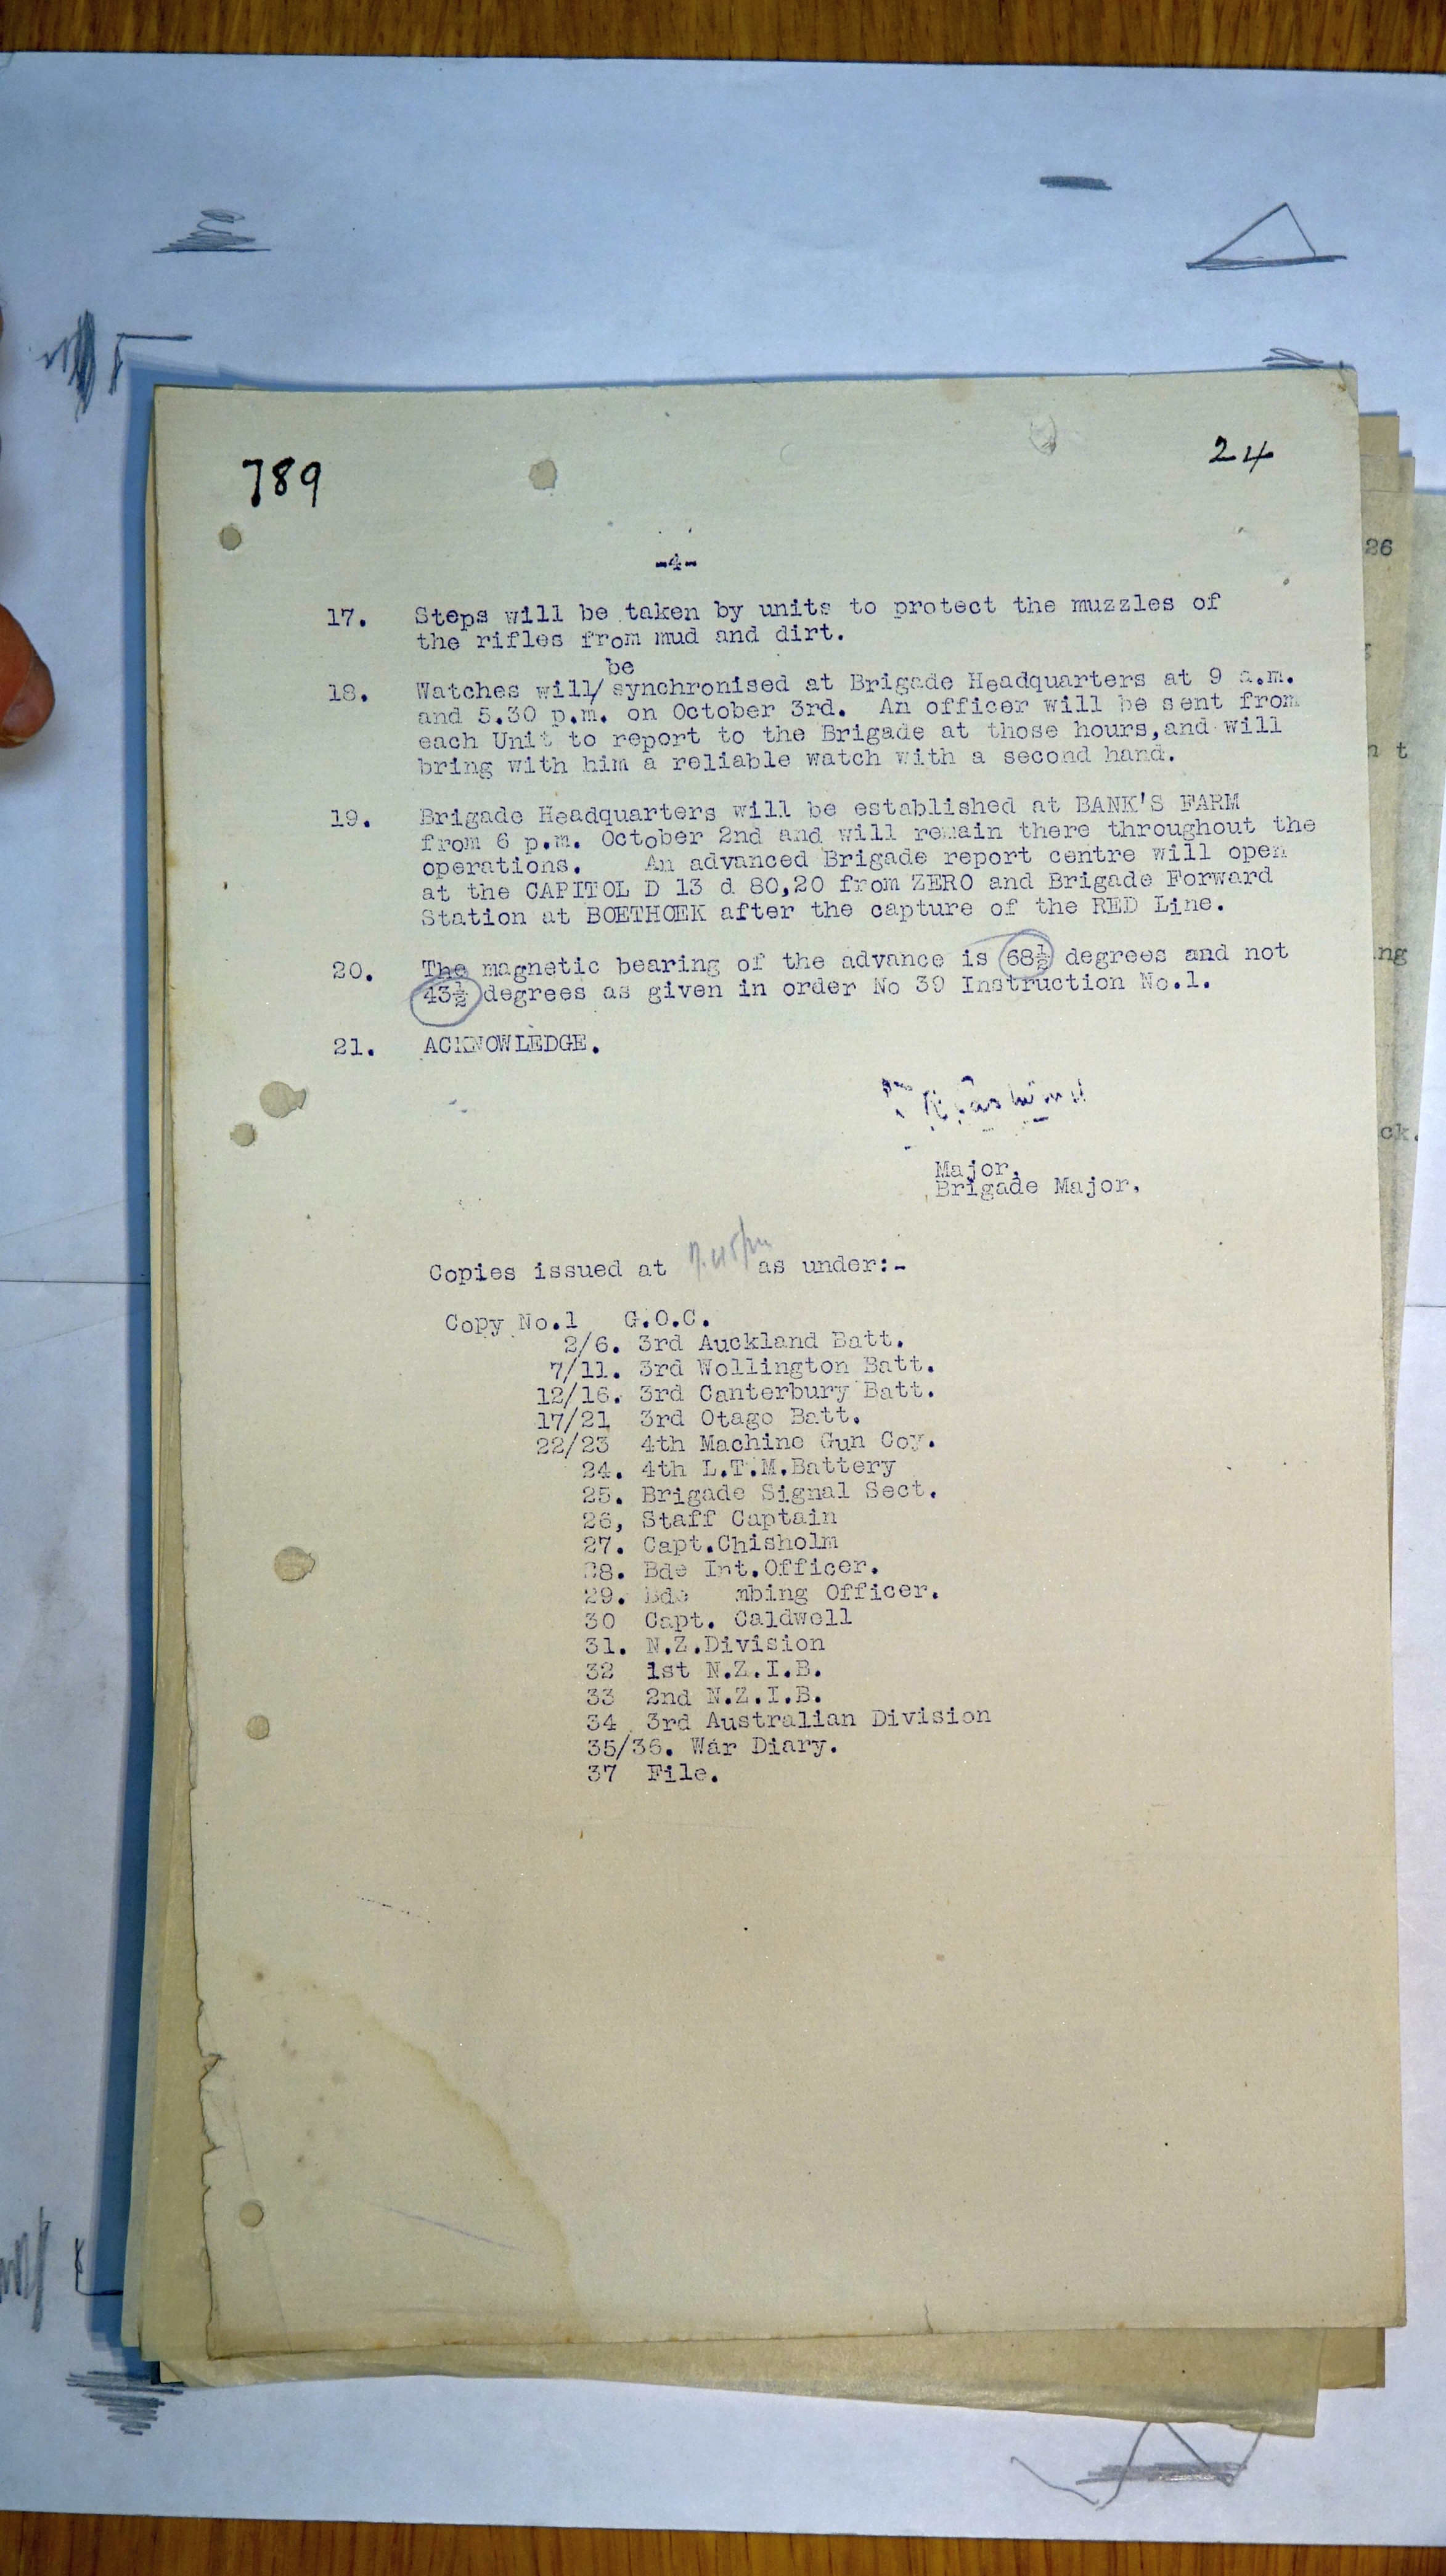 789
24
-4-
17. Steps will be taken by units to protect the muzzles of
the rifles from mud and dirt.
be
18. Watches will/ synchronised at Brigade Headquarters at 9 a.m.
and 5.30 p.m. on October 3rd. An officer will be sent from
each Unit to report to the Brigade at those hours,and will
bring with him a reliable watch with a second hand.
19. Brigade Headquarters will be established at BANK'S FARM
from 6 p.m. October 2nd and will remain there throughout the
operations. An advanced Brigade report centre will open
at the CAPITOL D 13 d 80,20 from ZERO and Brigade Forward
Station at BOETHOEK after the capture of the RED Line.
20. The magnetic bearing of the advance is 68½ degrees and not
43½ degrees as given in order No 39 Instruction No.1.
21. ACKNOWLEDGE.
Major,
Brigade Major,
Copies issued at as under:-
Copy No.1 G.O.C.
2/6. 3rd Auckland Batt.
7/11. 3rd Wellington Batt.
12/16. 3rd Canterbury Batt.
17/21 3rd Otago Batt.
22/23 4th Machine Gun Coy.
24. 4th L.T.M.Battery
25. Brigade Signal Sect.
26, Staff Captain
27. Capt.Chisholm
28. Bde Int.Officer.
29. Bde mbing Officer.
30 Capt. Caldwell
31. N.Z.Division
32 1st N.Z.I.B.
33 2nd N.Z.I.B.
34 3rd Australian Division
35/36. War Diary.
37 File.
26
n t
ng
ck.